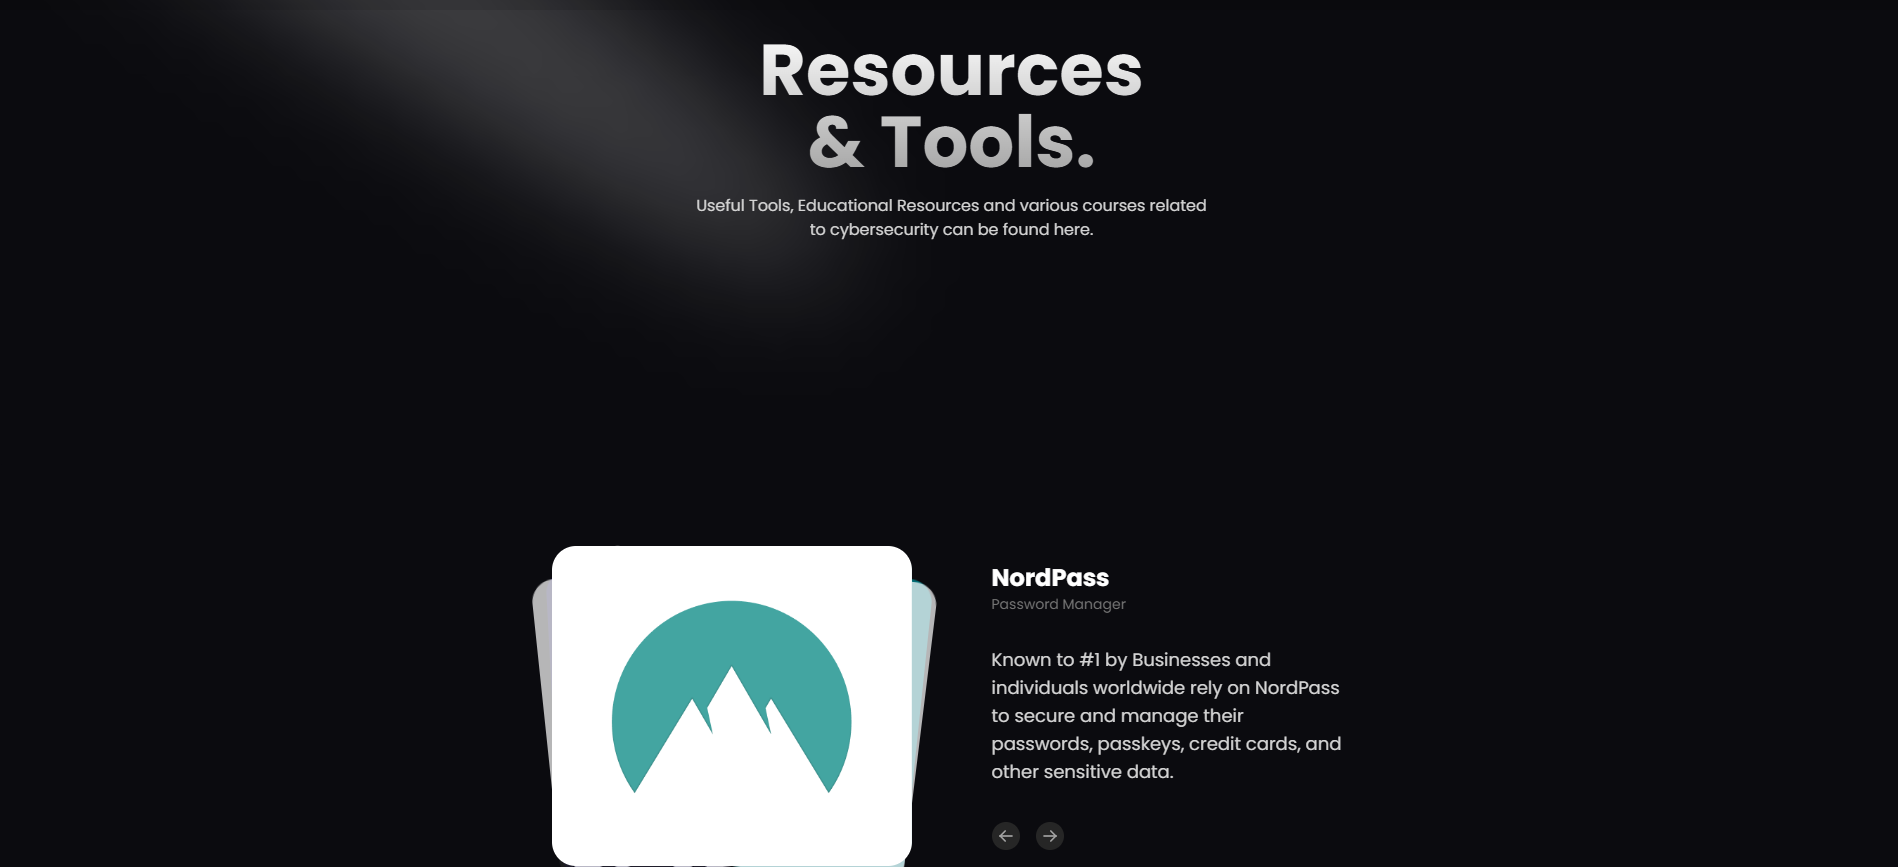 Resources
& Tools.
Useful Tools, Educational Resources and various courses related
to cybersecurity can be found here.
NordPass
Password Manager
Known to #1 by Businesses and
individuals worldwide rely on NordPass
to secure and manage their
passwords, passkeys, credit cards, and
other sensitive data.